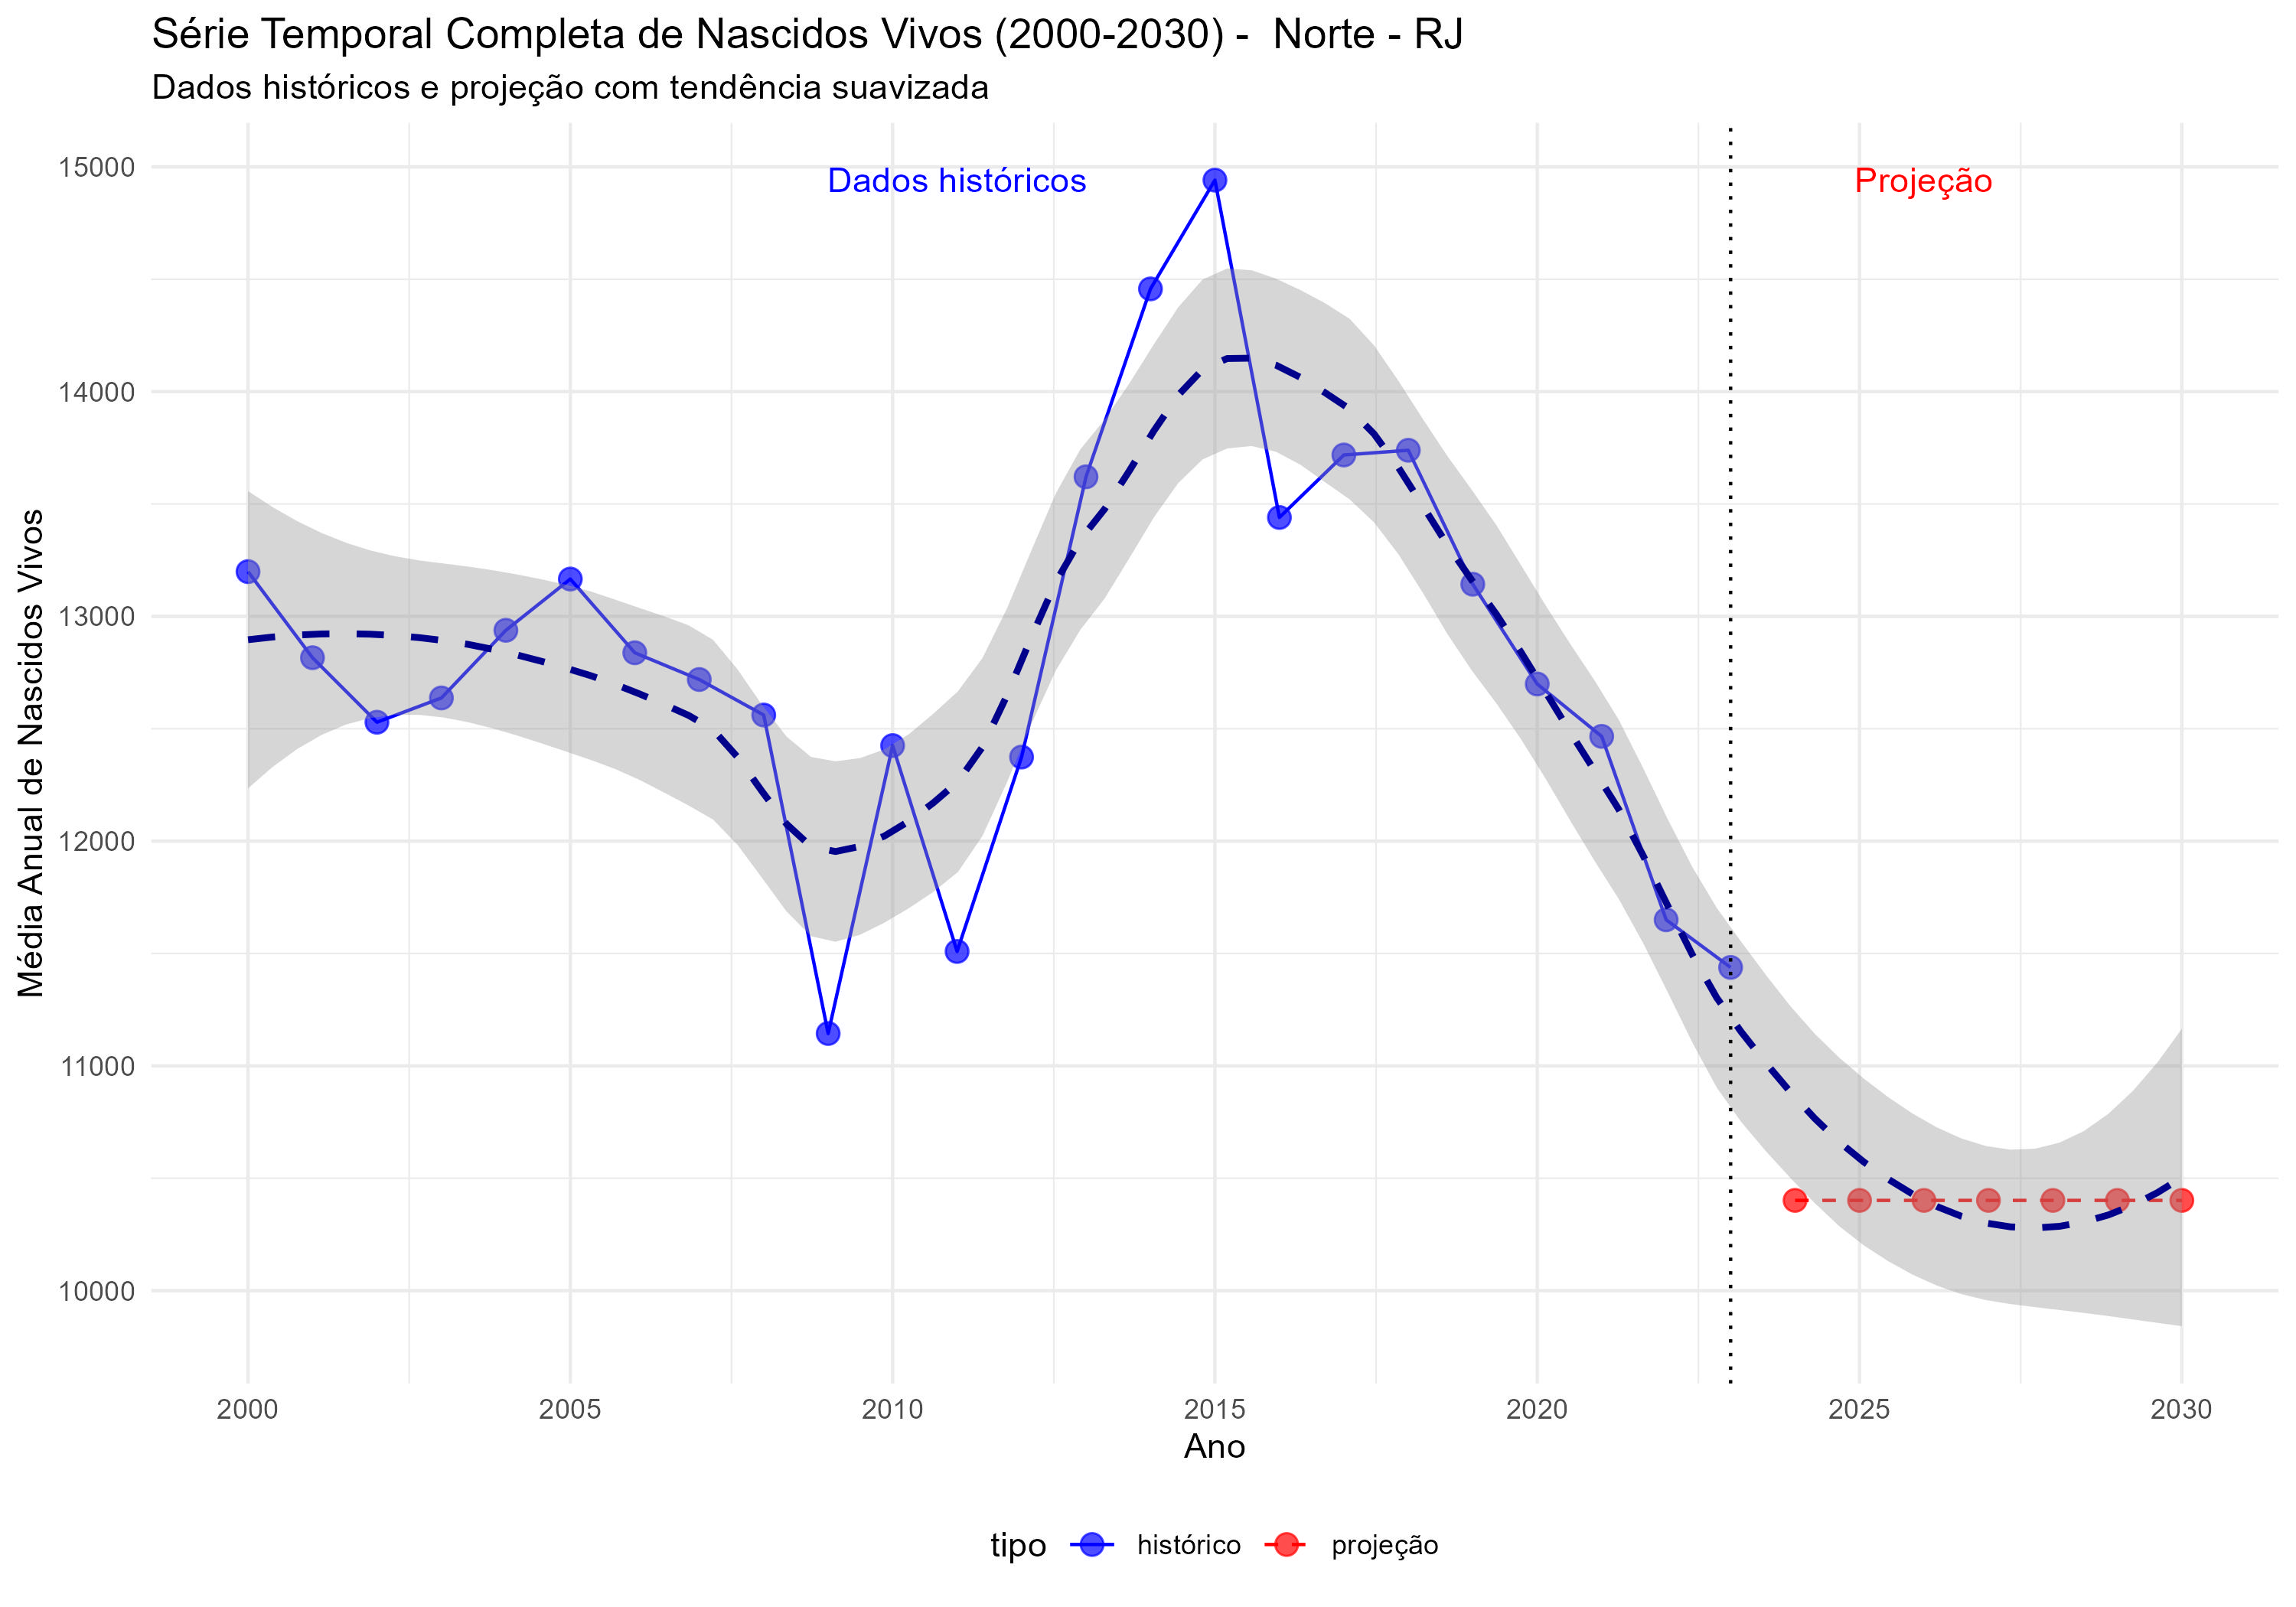 Série Temporal Completa de Nascidos Vivos (2000-2030) -  Norte - RJ
Dados históricos e projeção com tendência suavizada
Média Anual de Nascidos Vivos
15000
14000
13000
12000
11000
10000
Dados históricos
Projeção
2000
2005
2010
2015
2020
2025
2030
Ano
tipo
histórico
projeção